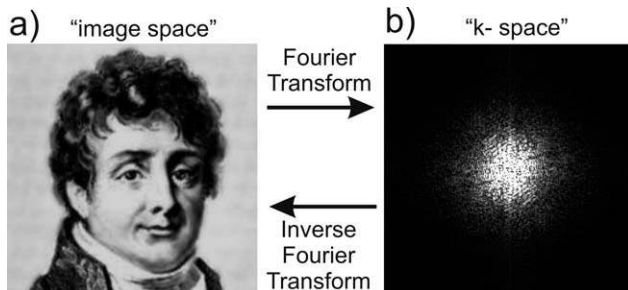 a)
"image space"
Fourier
Transform
Inverse
Fourier
Transform
b)
"k- space"